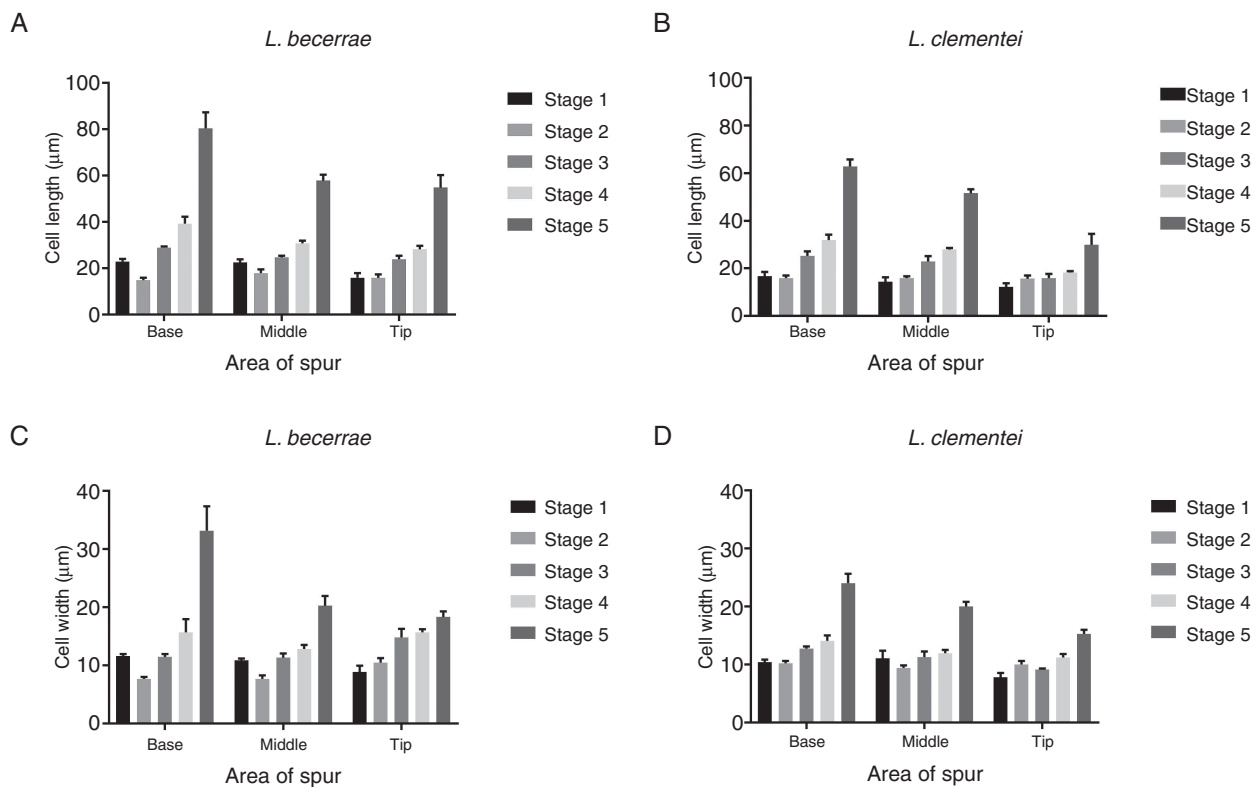 A
L. becerrae
100
80
60
40
20
0
Cell length (μm)
Base Middle Tip
Area of spur
Stage 1
Stage 2
Stage 3
Stage 4
Stage 5
B
L. clementei
100
80
60
40
20
0
Cell length (μm)
Base Middle Tip
Area of spur
Stage 1
Stage 2
Stage 3
Stage 4
Stage 5
C
L. becerrae
40
30
20
10
0
Cell width (μm)
Base Middle Tip
Area of spur
Stage 1
Stage 2
Stage 3
Stage 4
Stage 5
D
L. clementei
40
30
20
10
0
Cell width (μm)
Base Middle Tip
Area of spur
Stage 1
Stage 2
Stage 3
Stage 4
Stage 5